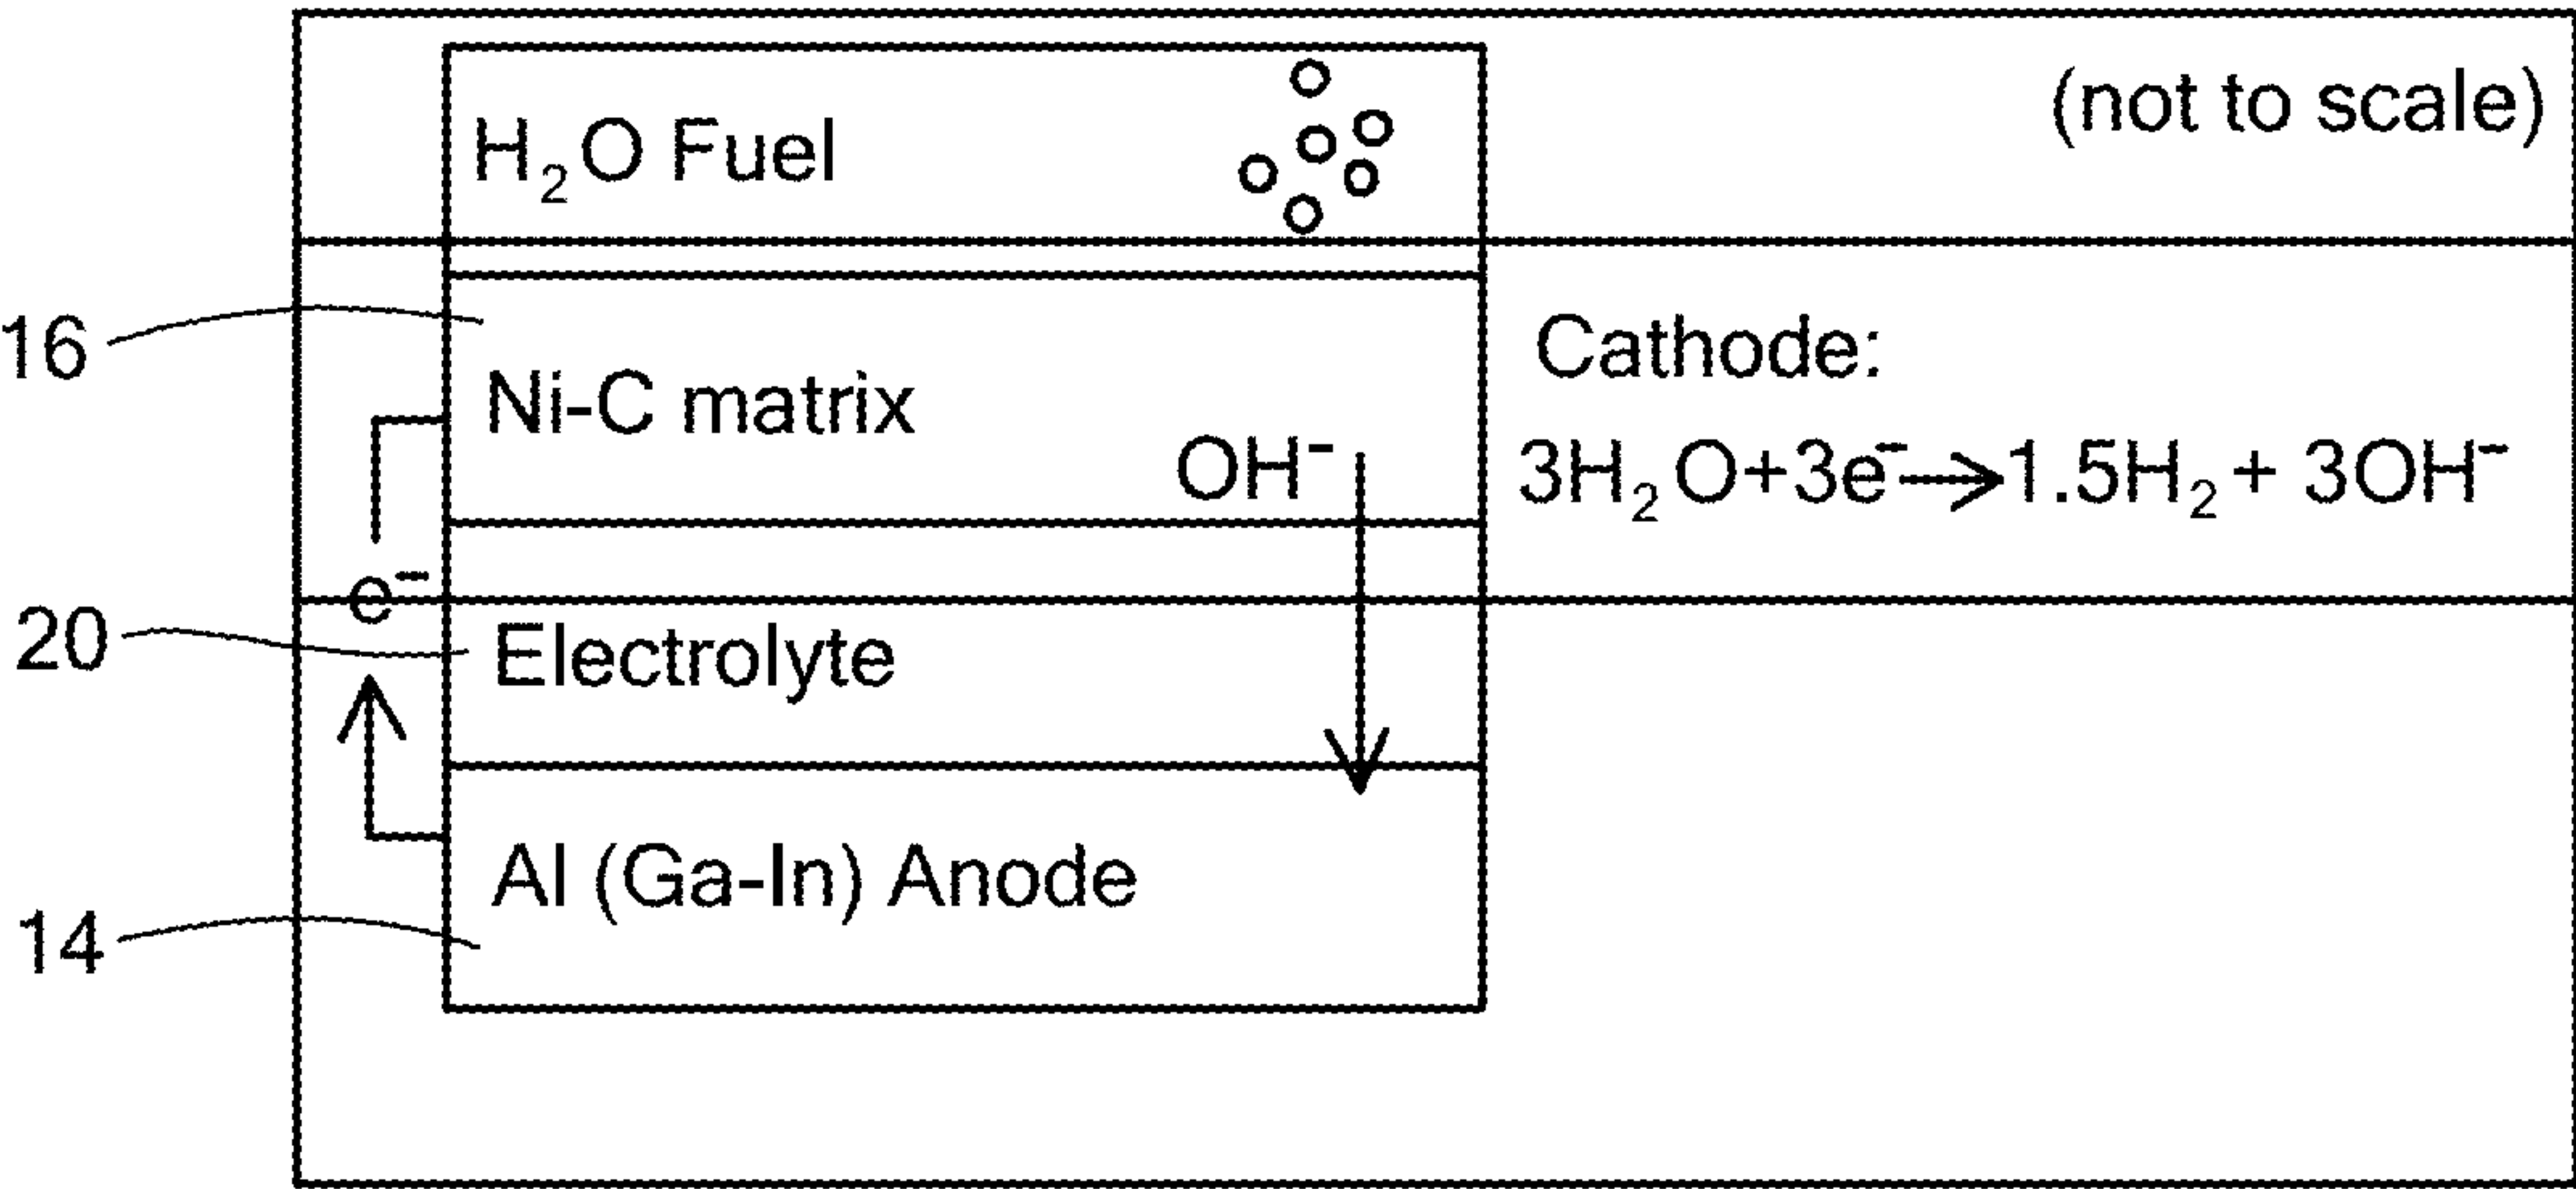 (not to scale)
H₂O Fuel
16
Ni-C matrix
Cathode:
OH⁻
3H₂O+3e⁻→1.5H₂+ 3OH⁻
e⁻
20
Electrolyte
14
Al (Ga-In) Anode